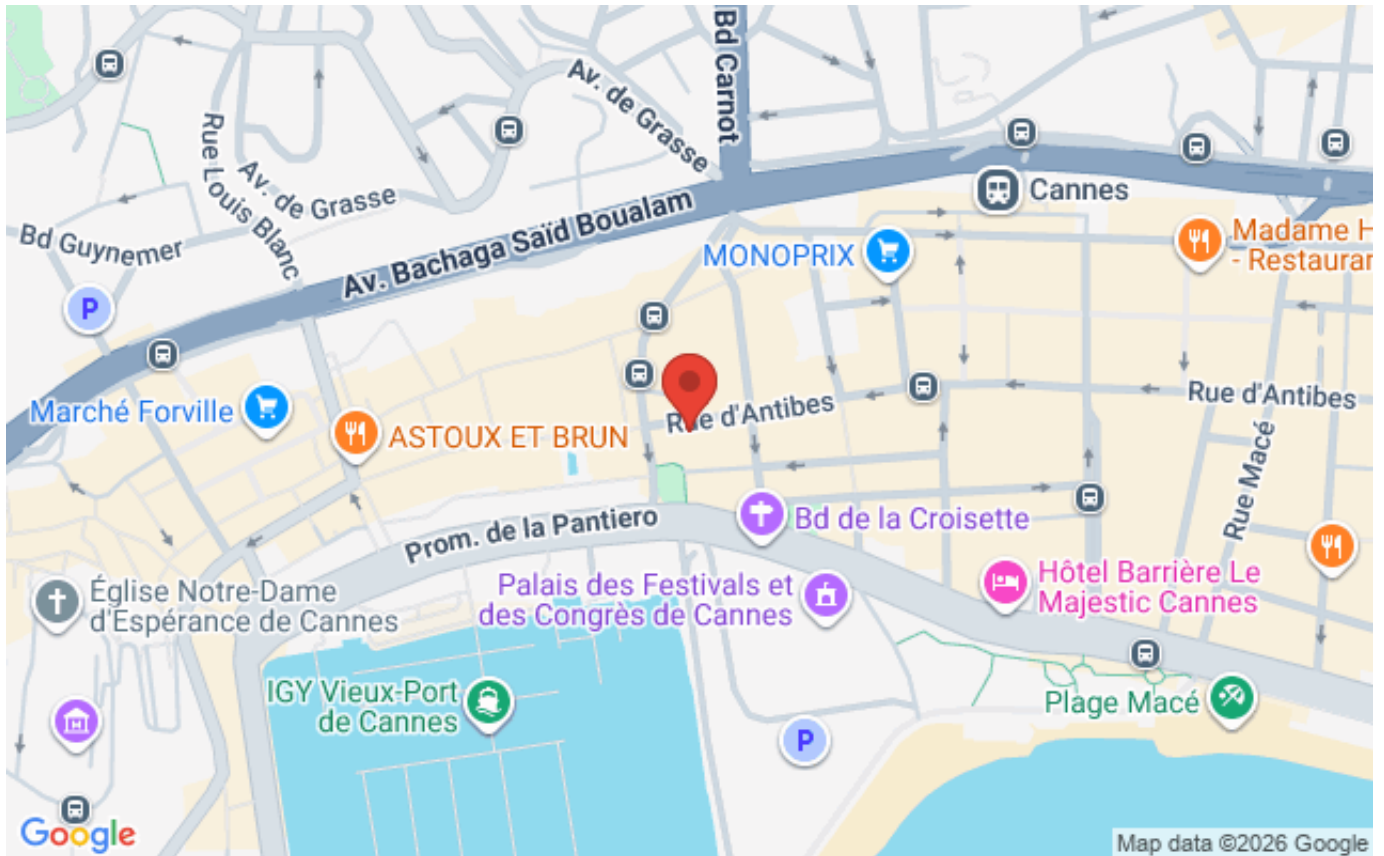 Bd Carnot
Av. de Grasse
Rue Louis Blanc
Av. de Grasse
Bd Guynemer
Av. Bachaga Saïd Boualam
Cannes
MONOPRIX
Madame H
- Restaurar
P
Marché Forville
ASTOUX ET BRUN
Rue d'Antibes
Rue d'Antibes
Rue Macé
Prom. de la Pantiero
Bd de la Croisette
Église Notre-Dame
d'Espérance de Cannes
Palais des Festivals et
des Congrès de Cannes
Hôtel Barrière Le
Majestic Cannes
IGY Vieux-Port
de Cannes
Plage Macé
P
Google
Map data ©2026 Google